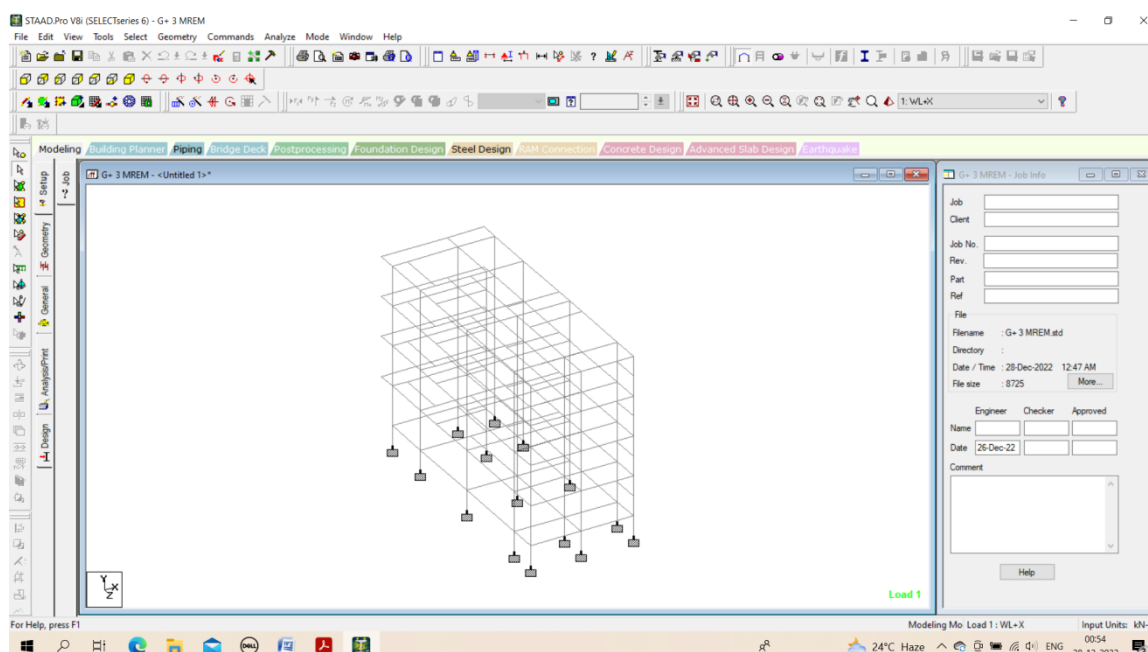 STAAD.Pro V8i (SELECTseries 6) - G+ 3 MREM
File Edit View Tools Select Geometry Commands Analyze Mode Window Help
1: WL+X
Modeling Building Planner Piping Bridge Deck Postprocessing Foundation Design Steel Design RAM Connection Concrete Design Advanced Slab Design Earthquake
Setup
Geometry
General
Analysis/Print
Design
Job
G+ 3 MREM - <Untitled 1>*
Y
X
Z
Load 1
G+ 3 MREM - Job Info
Job
Client
Job No.
Rev.
Part
Ref
File
Filename : G+ 3 MREM.std
Directory :
Date / Time : 28-Dec-2022 12:47 AM
File size : 8725 More...
Engineer Checker Approved
Name
Date 26-Dec-22
Comment
Help
For Help, press F1
Modeling Mo Load 1 : WL+X Input Units: kN-
DELL
24°C Haze ENG 00:54
28-12-2022